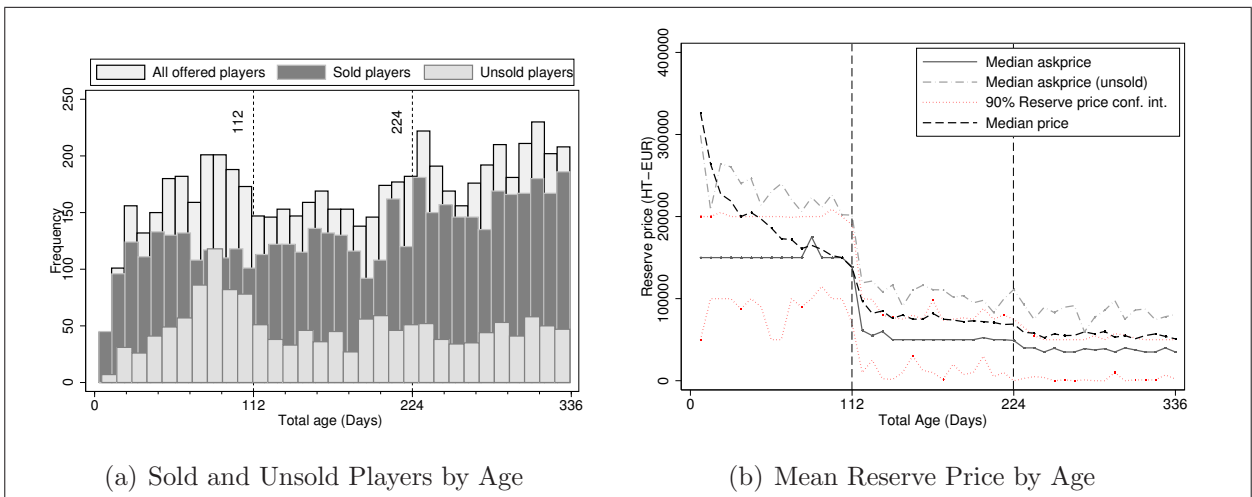 All offered players Sold players Unsold players
250
200
150
100
50
0
Frequency
112
224
0 112 224 336
Total age (Days)
(a) Sold and Unsold Players by Age
Median askprice
Median askprice (unsold)
90% Reserve price conf. int.
Median price
400000
300000
200000
100000
0
Reserve price (HT−EUR)
0 112 224 336
Total Age (Days)
(b) Mean Reserve Price by Age